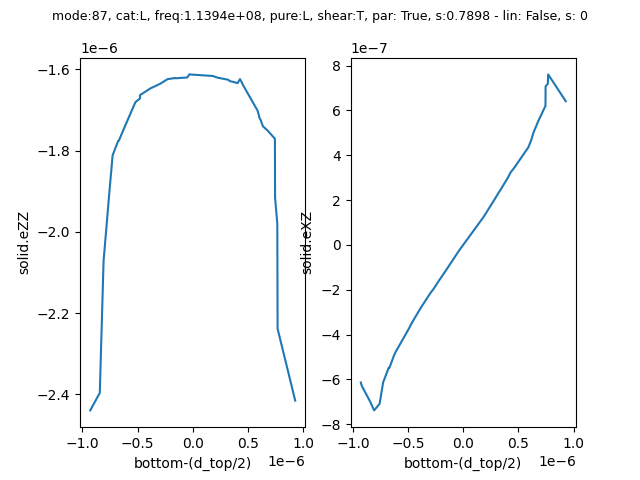 mode:87, cat:L, freq:1.1394e+08, pure:L, shear:T, par: True, s:0.7898 - lin: False, s: 0
1e−6
−1.6
−1.8
−2.0
−2.2
−2.4
solid.eZZ
−1.0 −0.5 0.0 0.5 1.0
bottom-(d_top/2) 1e−6
1e−7
8
6
4
2
0
−2
−4
−6
−8
solid.eXZ
−1.0 −0.5 0.0 0.5 1.0
bottom-(d_top/2) 1e−6